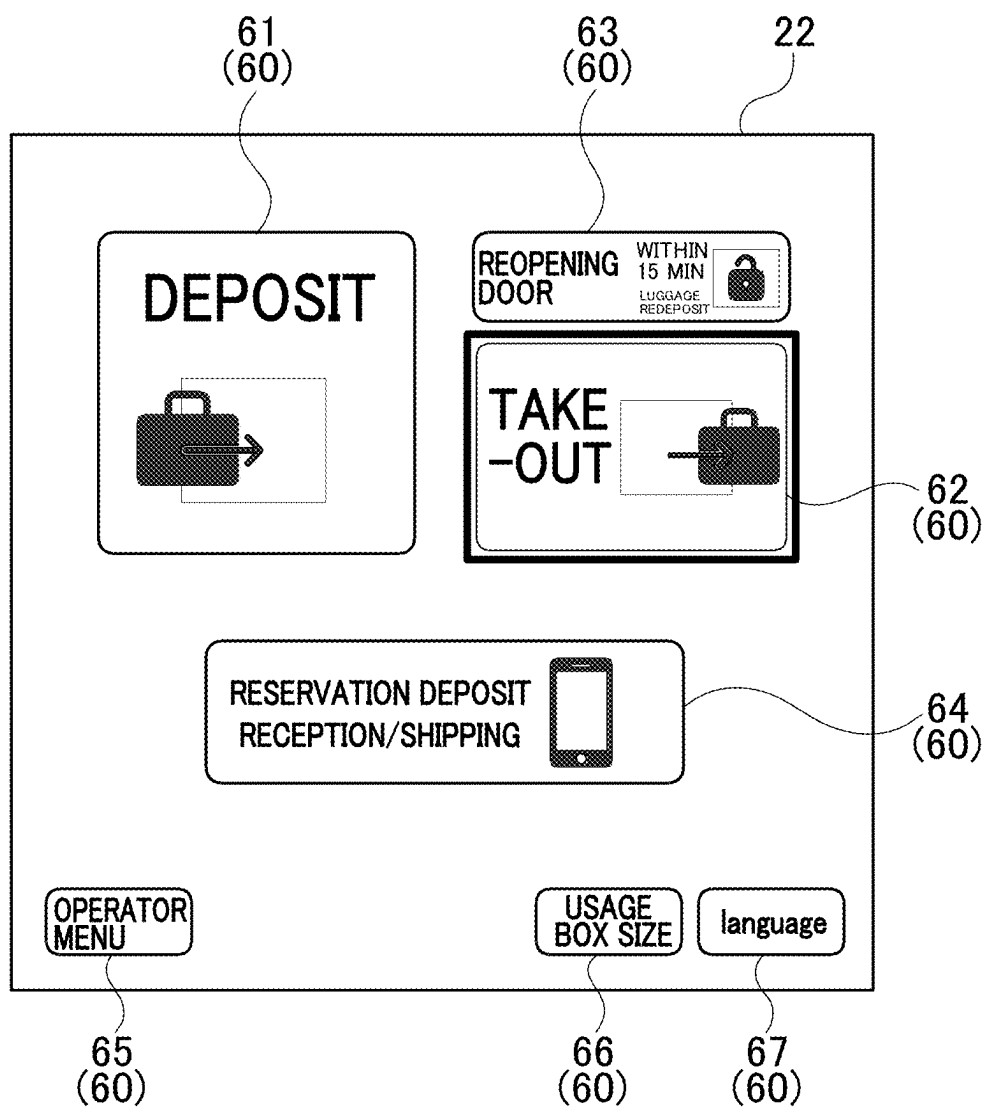 61
(60)
63
(60)
22
DEPOSIT
REOPENING
DOOR
WITHIN
15 MIN
LUGGAGE
REDEPOSIT
TAKE
-OUT
62
(60)
RESERVATION DEPOSIT
RECEPTION/SHIPPING
64
(60)
OPERATOR
MENU
USAGE
BOX SIZE
language
65
(60)
66
(60)
67
(60)